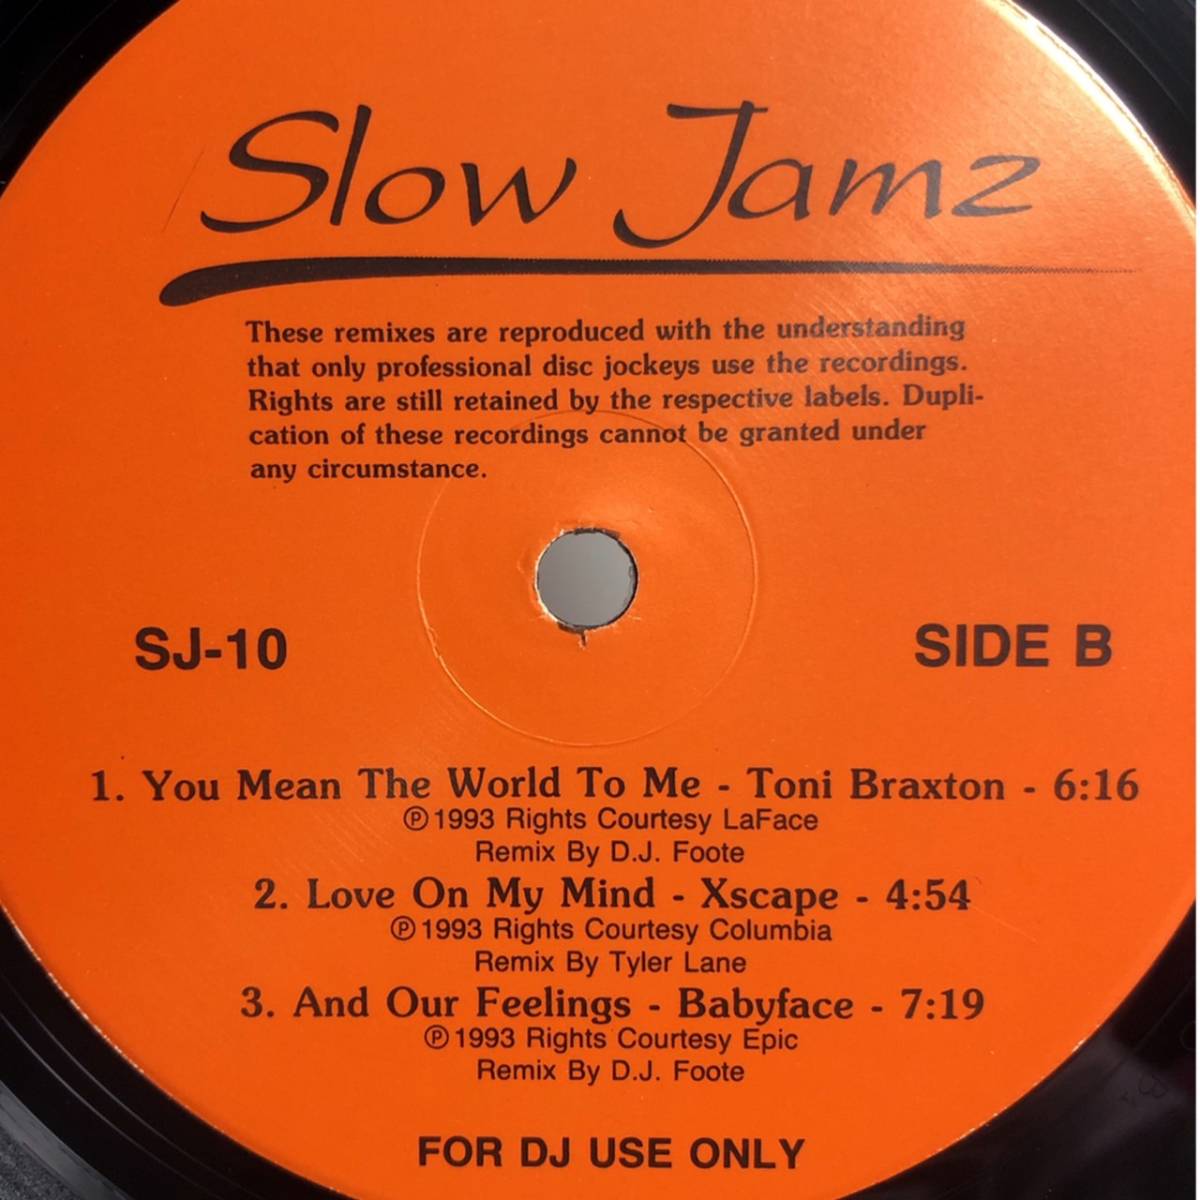 Slow Jamz
These remixes are reproduced with the understanding
that only professional disc jockeys use the recordings.
Rights are still retained by the respective labels. Dupli-
cation of these recordings cannot be granted under
any circumstance.
SJ-10
SIDE B
1. You Mean The World To Me - Toni Braxton - 6:16
℗ 1993 Rights Courtesy LaFace
Remix By D.J. Foote
2. Love On My Mind - Xscape - 4:54
℗ 1993 Rights Courtesy Columbia
Remix By Tyler Lane
3. And Our Feelings - Babyface - 7:19
℗ 1993 Rights Courtesy Epic
Remix By D.J. Foote
FOR DJ USE ONLY